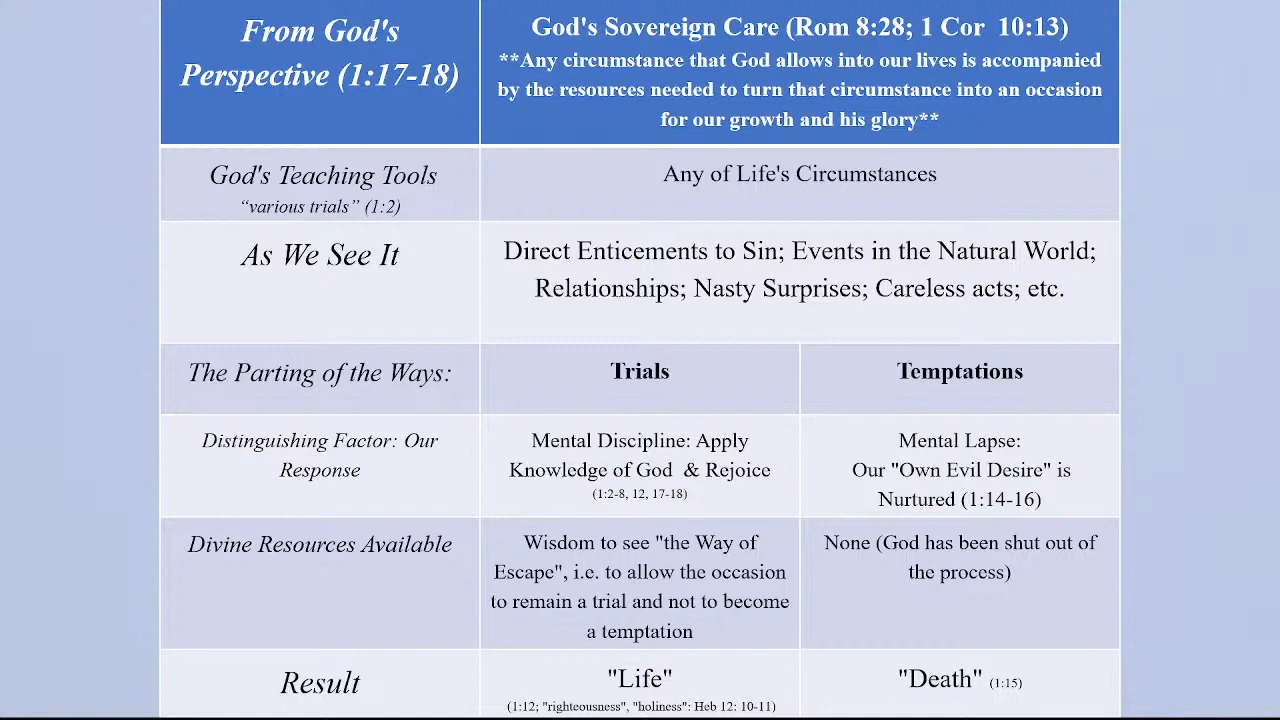 From God's
Perspective (1:17-18)
God's Sovereign Care (Rom 8:28; 1 Cor 10:13)
**Any circumstance that God allows into our lives is accompanied
by the resources needed to turn that circumstance into an occasion
for our growth and his glory**
God's Teaching Tools
“various trials” (1:2)
Any of Life's Circumstances
As We See It
Direct Enticements to Sin; Events in the Natural World;
Relationships; Nasty Surprises; Careless acts; etc.
The Parting of the Ways:
Trials
Temptations
Distinguishing Factor: Our
Response
Mental Discipline: Apply
Knowledge of God & Rejoice
(1:2-8, 12, 17-18)
Mental Lapse:
Our "Own Evil Desire" is
Nurtured (1:14-16)
Divine Resources Available
Wisdom to see "the Way of
Escape", i.e. to allow the occasion
to remain a trial and not to become
a temptation
None (God has been shut out of
the process)
Result
"Life"
(1:12; "righteousness", "holiness": Heb 12: 10-11)
"Death" (1:15)